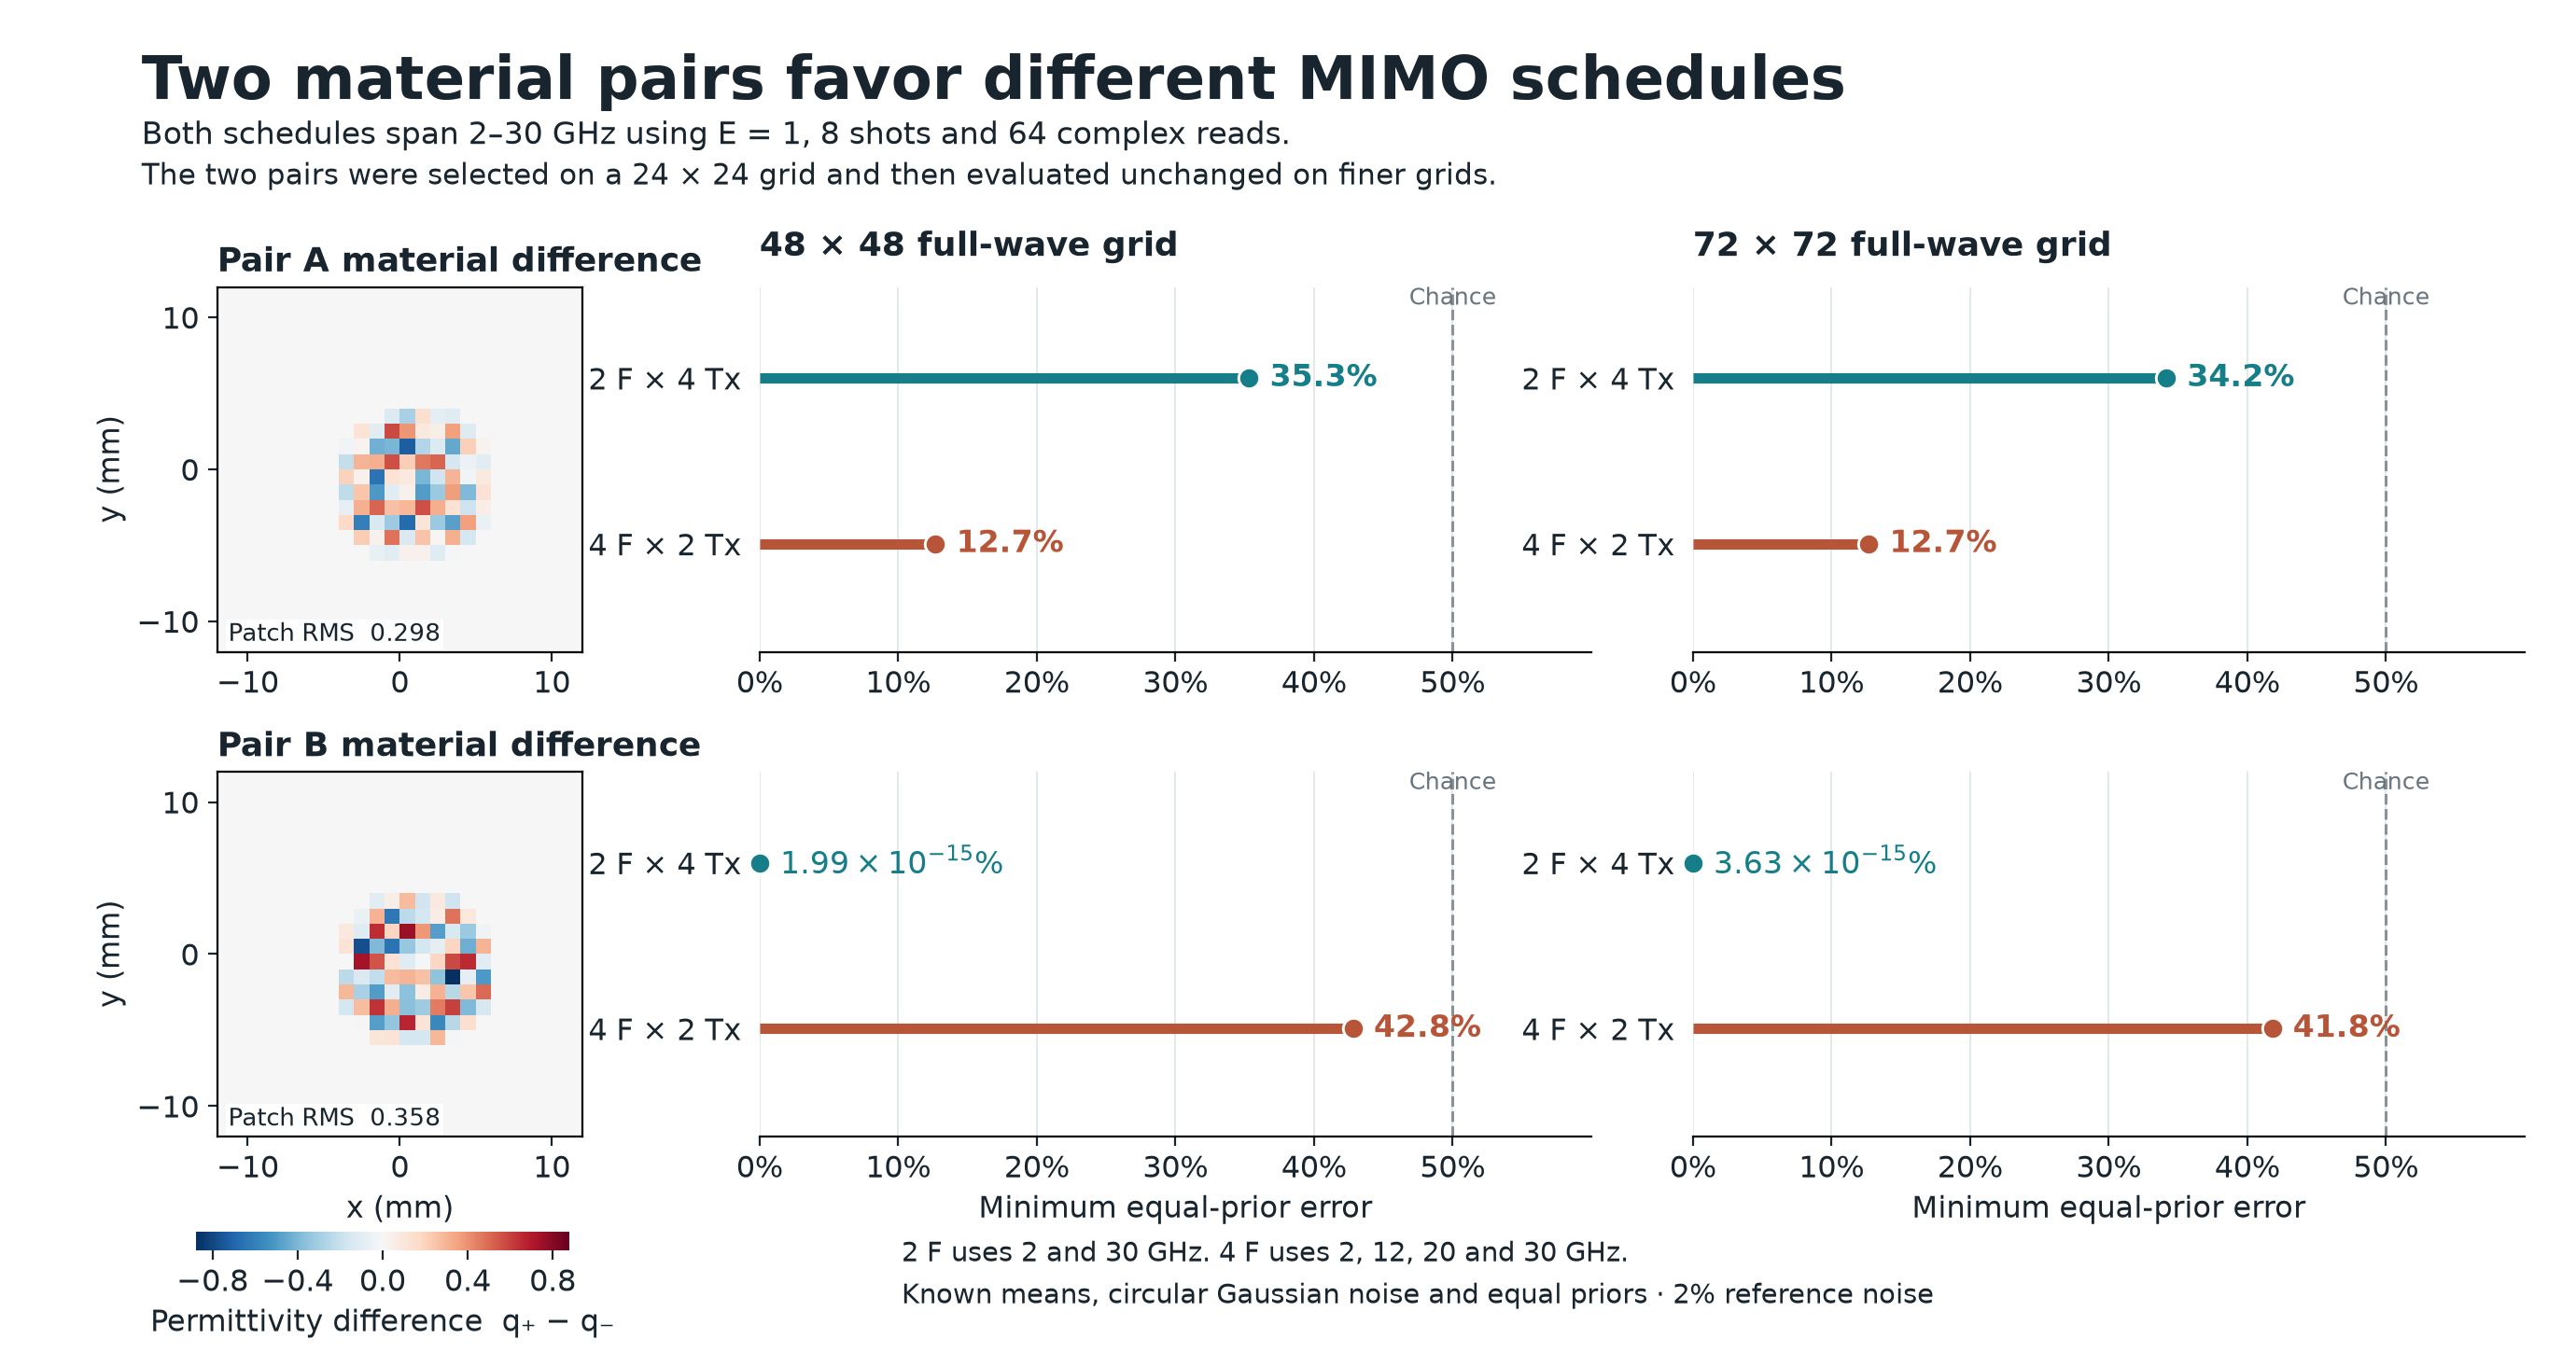 Two material pairs favor different MIMO schedules
Both schedules span 2–30 GHz using E = 1, 8 shots and 64 complex reads.
The two pairs were selected on a 24 × 24 grid and then evaluated unchanged on finer grids.
Pair A material difference
48 × 48 full-wave grid
72 × 72 full-wave grid
y (mm)
10
0
−10
Patch RMS 0.298
−10 0 10
Chance
2 F × 4 Tx
35.3%
4 F × 2 Tx
12.7%
0% 10% 20% 30% 40% 50%
Chance
2 F × 4 Tx
34.2%
4 F × 2 Tx
12.7%
0% 10% 20% 30% 40% 50%
Pair B material difference
y (mm)
10
0
−10
Patch RMS 0.358
−10 0 10
x (mm)
Chance
2 F × 4 Tx
1.99 × 10⁻¹⁵%
4 F × 2 Tx
42.8%
0% 10% 20% 30% 40% 50%
Minimum equal-prior error
Chance
2 F × 4 Tx
3.63 × 10⁻¹⁵%
4 F × 2 Tx
41.8%
0% 10% 20% 30% 40% 50%
Minimum equal-prior error
−0.8 −0.4 0.0 0.4 0.8
Permittivity difference q₊ − q₋
2 F uses 2 and 30 GHz. 4 F uses 2, 12, 20 and 30 GHz.
Known means, circular Gaussian noise and equal priors · 2% reference noise